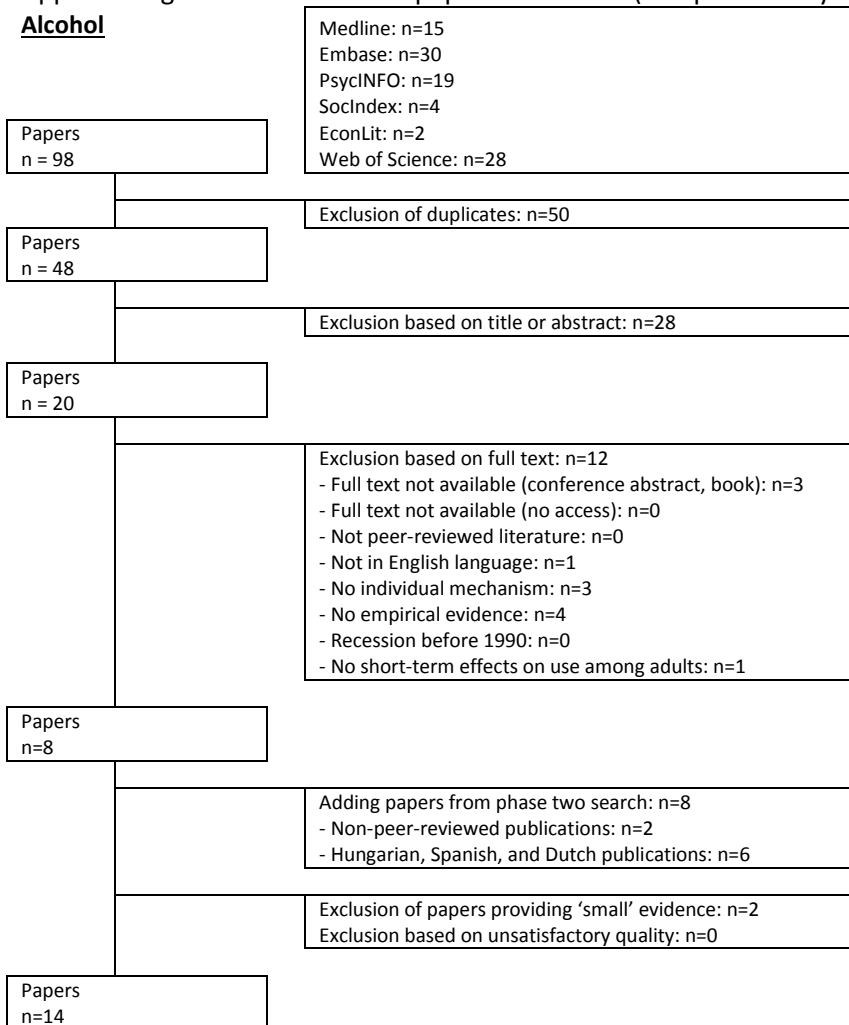 Alcohol
Medline: n=15
Embase: n=30
PsycINFO: n=19
SocIndex: n=4
EconLit: n=2
Web of Science: n=28
Papers
n = 98
Exclusion of duplicates: n=50
Papers
n = 48
Exclusion based on title or abstract: n=28
Papers
n = 20
Exclusion based on full text: n=12
- Full text not available (conference abstract, book): n=3
- Full text not available (no access): n=0
- Not peer-reviewed literature: n=0
- Not in English language: n=1
- No individual mechanism: n=3
- No empirical evidence: n=4
- Recession before 1990: n=0
- No short-term effects on use among adults: n=1
Papers
n=8
Adding papers from phase two search: n=8
- Non-peer-reviewed publications: n=2
- Hungarian, Spanish, and Dutch publications: n=6
Exclusion of papers providing ‘small’ evidence: n=2
Exclusion based on unsatisfactory quality: n=0
Papers
n=14